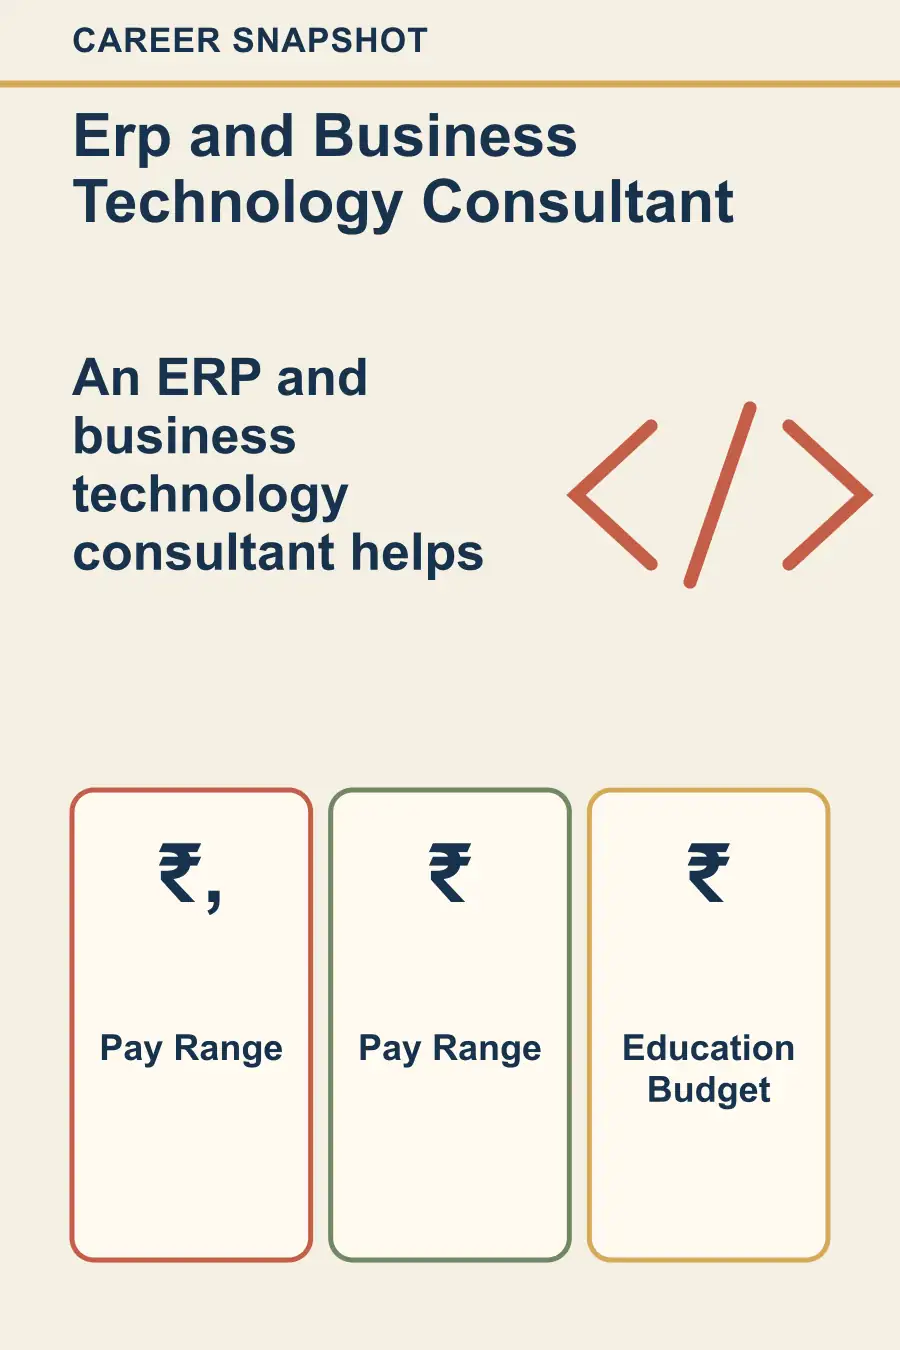 CAREER SNAPSHOT
Erp and Business
Technology Consultant
An ERP and
business
technology
consultant helps
₹,
Pay Range
₹
Pay Range
₹
Education
Budget